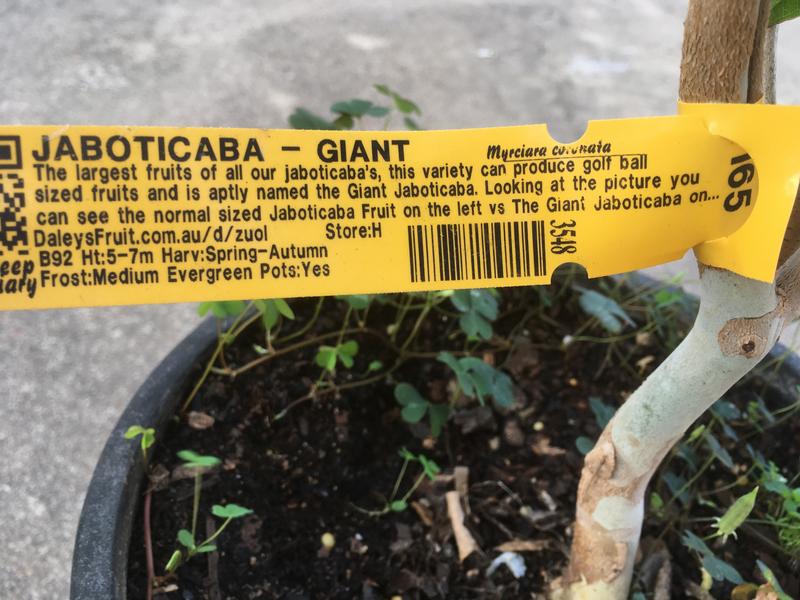 JABOTICABA - GIANT
Myrciara
The largest fruits of all our jaboticaba's, this variety can produce golf ball
sized fruits and is aptly named the Giant Jaboticaba. Looking at the picture you
can see the normal sized Jaboticaba Fruit on the left vs The Giant Jaboticaba on...
DaleysFruit.com.au/d/zuol Store:H
B92 Ht:5-7m Harv:Spring-Autumn
Frost:Medium Evergreen Pots:Yes
3548
165